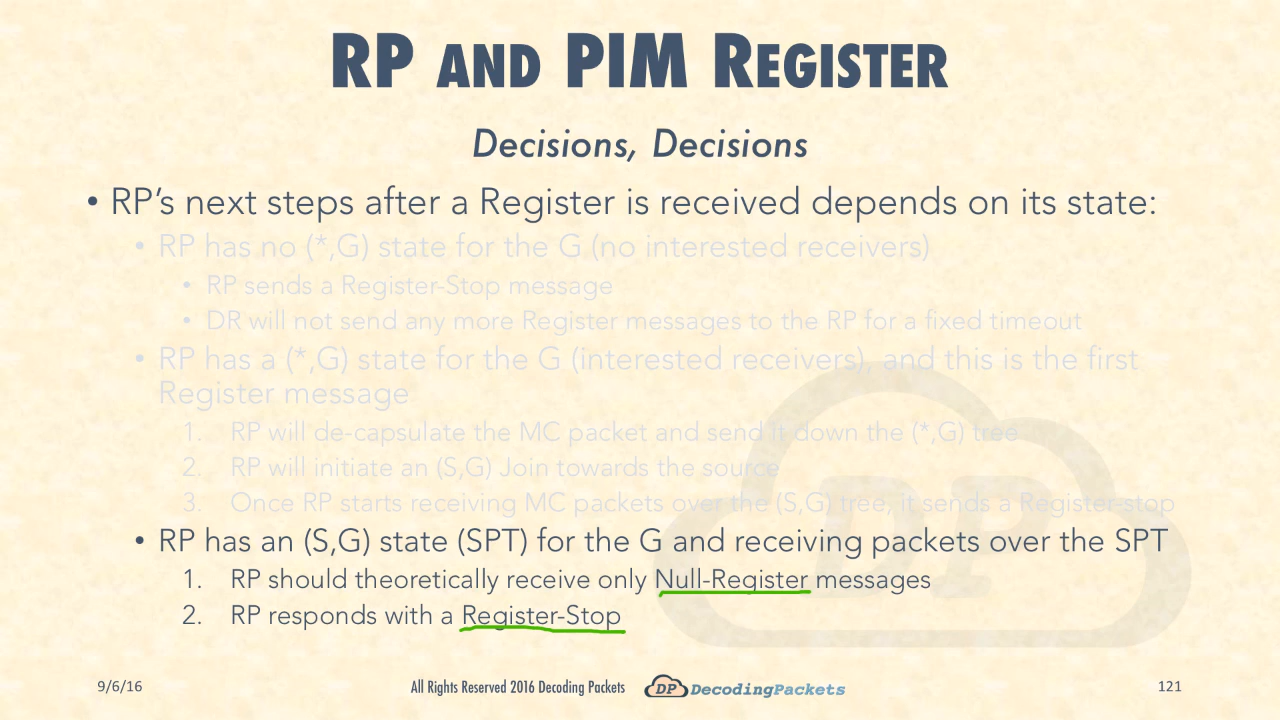 RP AND PIM REGISTER
Decisions, Decisions
• RP’s next steps after a Register is received depends on its state:
• RP has no (*,G) state for the G (no interested receivers)
• RP sends a Register-Stop message
• DR will not send any more Register messages to the RP for a fixed timeout
• RP has a (*,G) state for the G (interested receivers), and this is the first
Register message
1. RP will de-capsulate the MC packet and send it down the (*,G) tree
2. RP will initiate an (S,G) Join towards the source
3. Once RP starts receiving MC packets over the (S,G) tree, it sends a Register-stop
• RP has an (S,G) state (SPT) for the G and receiving packets over the SPT
1. RP should theoretically receive only Null-Register messages
2. RP responds with a Register-Stop
DP
9/6/16
All Rights Reserved 2016 Decoding Packets
DP DecodingPackets
121